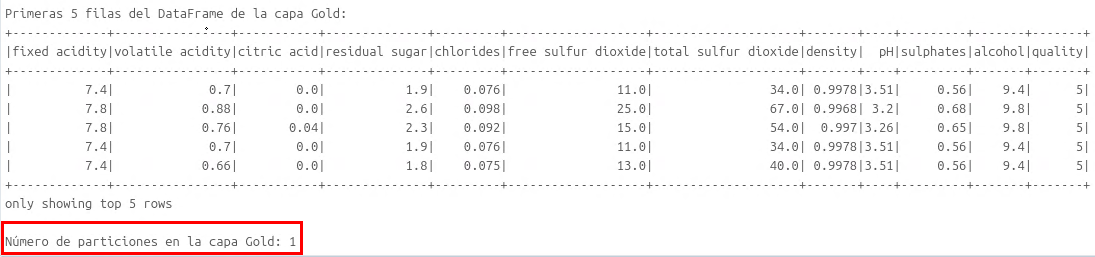 Primeras 5 filas del DataFrame de la capa Gold:
+-------------+----------------+-----------+--------------+---------+-------------------+--------------------+-------+----+---------+-------+-------+
|fixed acidity|volatile acidity|citric acid|residual sugar|chlorides|free sulfur dioxide|total sulfur dioxide|density|  pH|sulphates|alcohol|quality|
+-------------+----------------+-----------+--------------+---------+-------------------+--------------------+-------+----+---------+-------+-------+
|          7.4|             0.7|        0.0|           1.9|    0.076|               11.0|                34.0| 0.9978|3.51|     0.56|    9.4|      5|
|          7.8|            0.88|        0.0|           2.6|    0.098|               25.0|                67.0| 0.9968| 3.2|     0.68|    9.8|      5|
|          7.8|            0.76|       0.04|           2.3|    0.092|               15.0|                54.0|  0.997|3.26|     0.65|    9.8|      5|
|          7.4|             0.7|        0.0|           1.9|    0.076|               11.0|                34.0| 0.9978|3.51|     0.56|    9.4|      5|
|          7.4|            0.66|        0.0|           1.8|    0.075|               13.0|                40.0| 0.9978|3.51|     0.56|    9.4|      5|
+-------------+----------------+-----------+--------------+---------+-------------------+--------------------+-------+----+---------+-------+-------+
only showing top 5 rows
Número de particiones en la capa Gold: 1